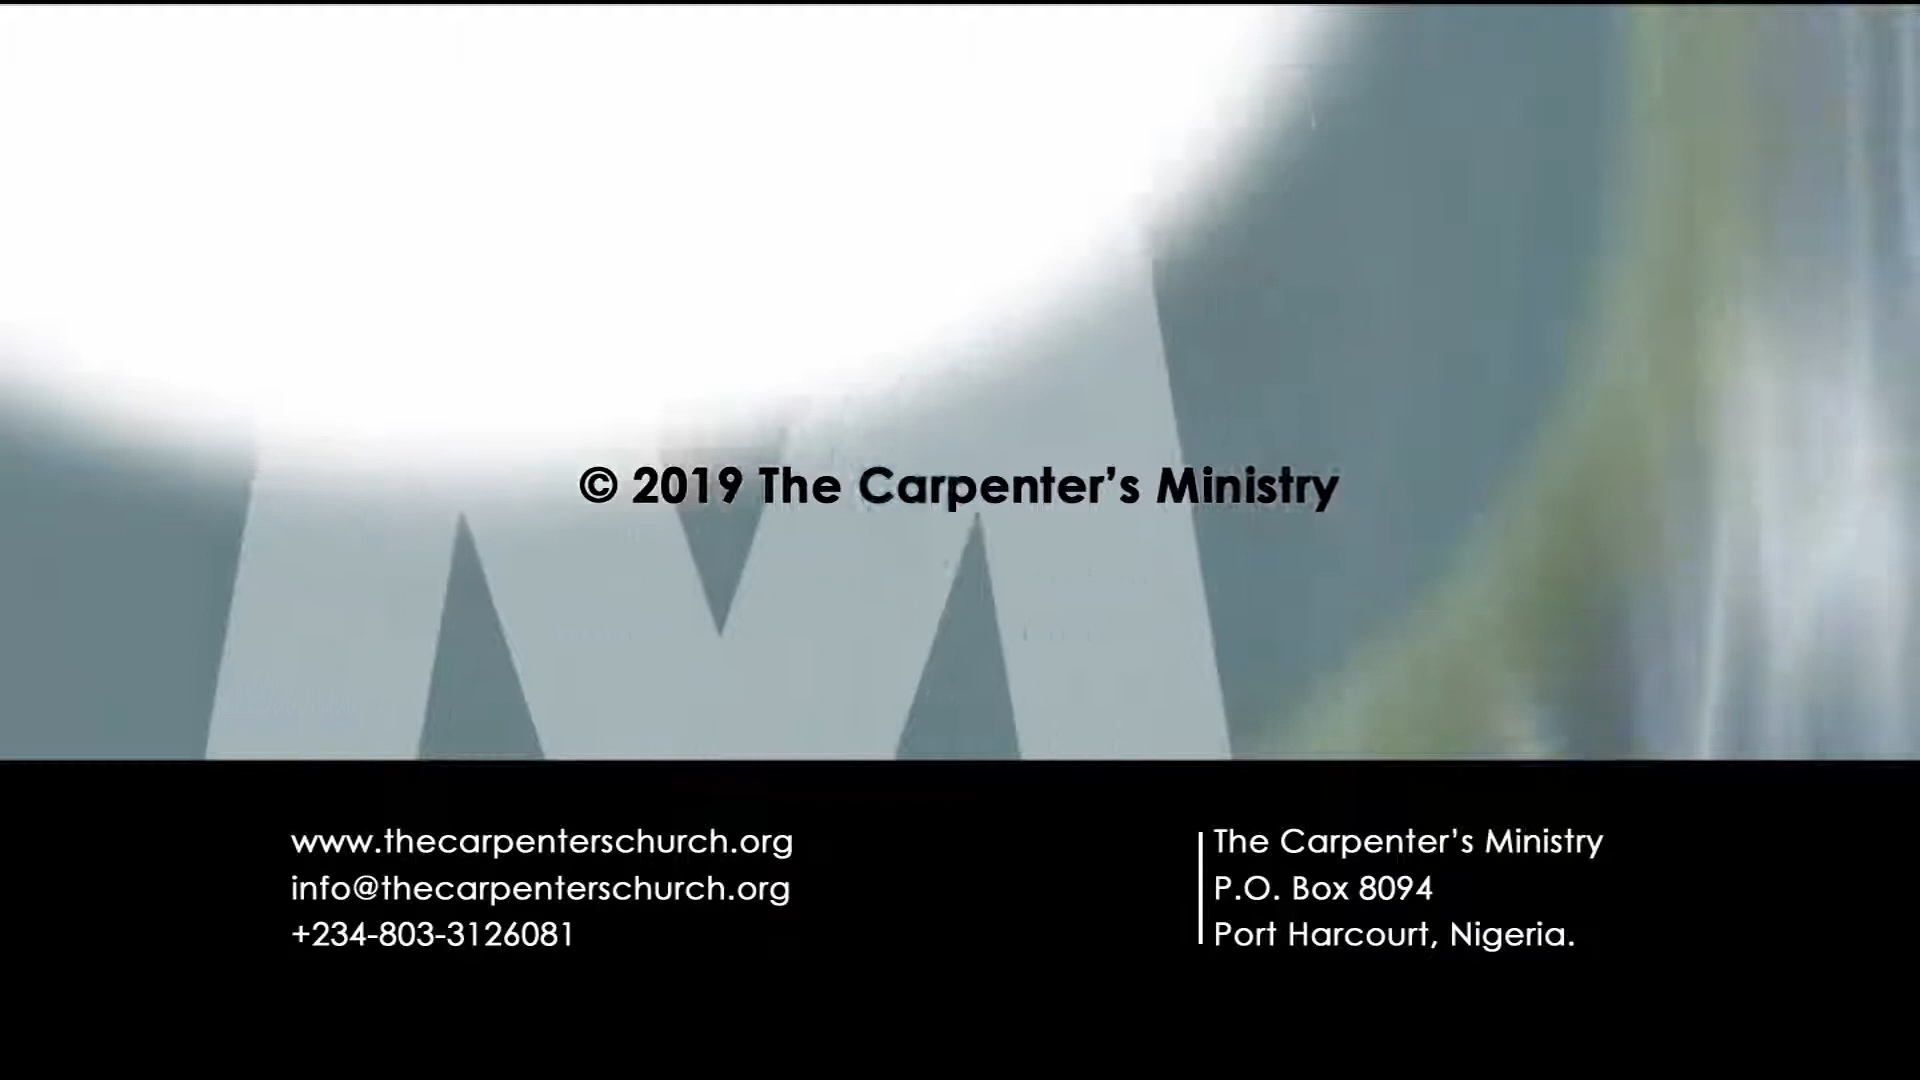 © 2019 The Carpenter’s Ministry
www.thecarpenterschurch.org
info@thecarpenterschurch.org
+234-803-3126081
The Carpenter’s Ministry
P.O. Box 8094
Port Harcourt, Nigeria.